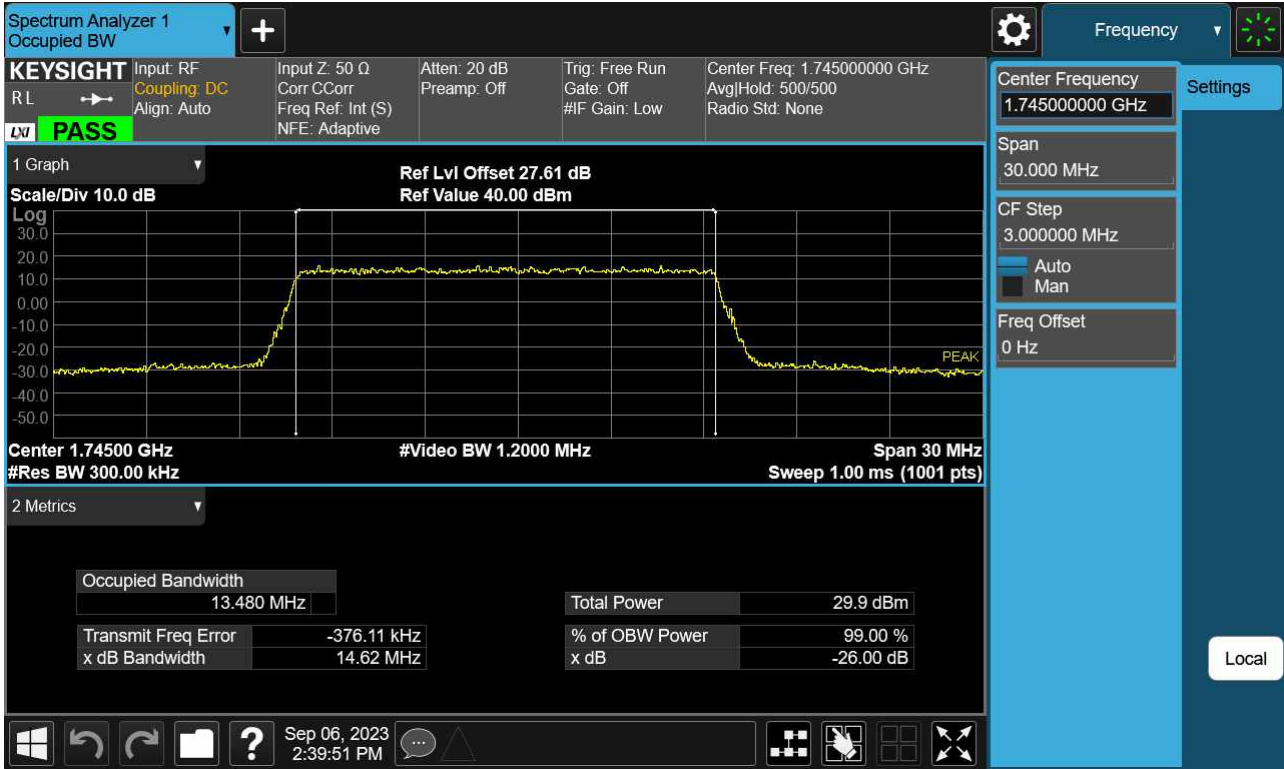 Spectrum Analyzer 1
Occupied BW
▼
+
Frequency
▼
KEYSIGHT
RL
LXI PASS
Input: RF
Coupling: DC
Align: Auto
Input Z: 50 Ω
Corr CCorr
Freq Ref: Int (S)
NFE: Adaptive
Atten: 20 dB
Preamp: Off
Trig: Free Run
Gate: Off
#IF Gain: Low
Center Freq: 1.745000000 GHz
Avg|Hold: 500/500
Radio Std: None
Center Frequency
1.745000000 GHz
Settings
Span
30.000 MHz
CF Step
3.000000 MHz
Auto
Man
Freq Offset
0 Hz
Local
1 Graph ▼
Scale/Div 10.0 dB
Ref Lvl Offset 27.61 dB
Ref Value 40.00 dBm
Log
30.0
20.0
10.0
0.00
-10.0
-20.0
-30.0
-40.0
-50.0
PEAK
Center 1.74500 GHz
#Video BW 1.2000 MHz
Span 30 MHz
#Res BW 300.00 kHz
Sweep 1.00 ms (1001 pts)
2 Metrics ▼
Occupied Bandwidth
13.480 MHz
Total Power 29.9 dBm
Transmit Freq Error -376.11 kHz
% of OBW Power 99.00 %
x dB Bandwidth 14.62 MHz
x dB -26.00 dB
?
Sep 06, 2023
2:39:51 PM